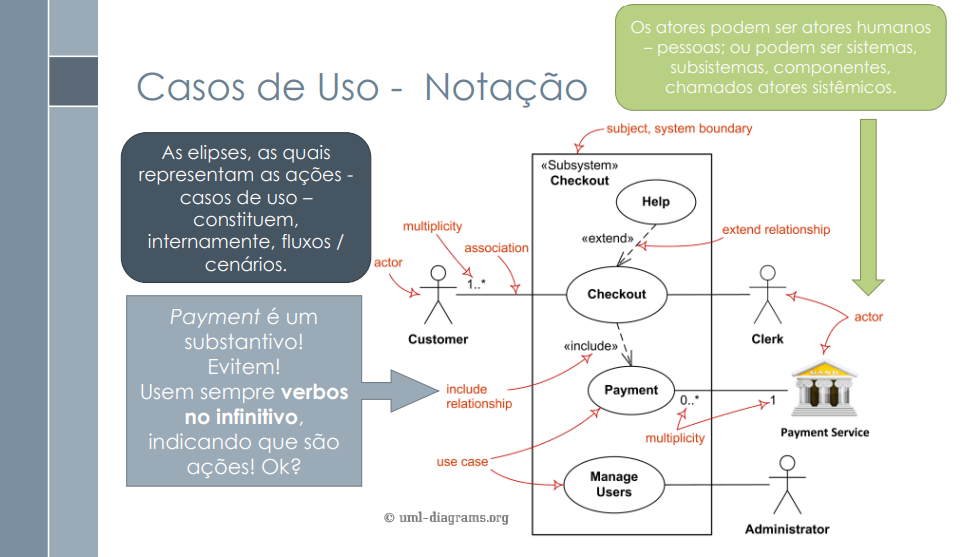 Casos de Uso - Notação
Os atores podem ser atores humanos
– pessoas; ou podem ser sistemas,
subsistemas, componentes,
chamados atores sistêmicos.
As elipses, as quais
representam as ações -
casos de uso –
constituem,
internamente, fluxos /
cenários.
Payment é um
substantivo!
Evitem!
Usem sempre verbos
no infinitivo,
indicando que são
ações! Ok?
subject, system boundary
«Subsystem»
Checkout
Help
«extend»
extend relationship
multiplicity
association
actor
1..*
Checkout
Customer
Clerk
actor
«include»
include
relationship
Payment
0..*
1
multiplicity
Payment Service
use case
Manage
Users
Administrator
© uml-diagrams.org